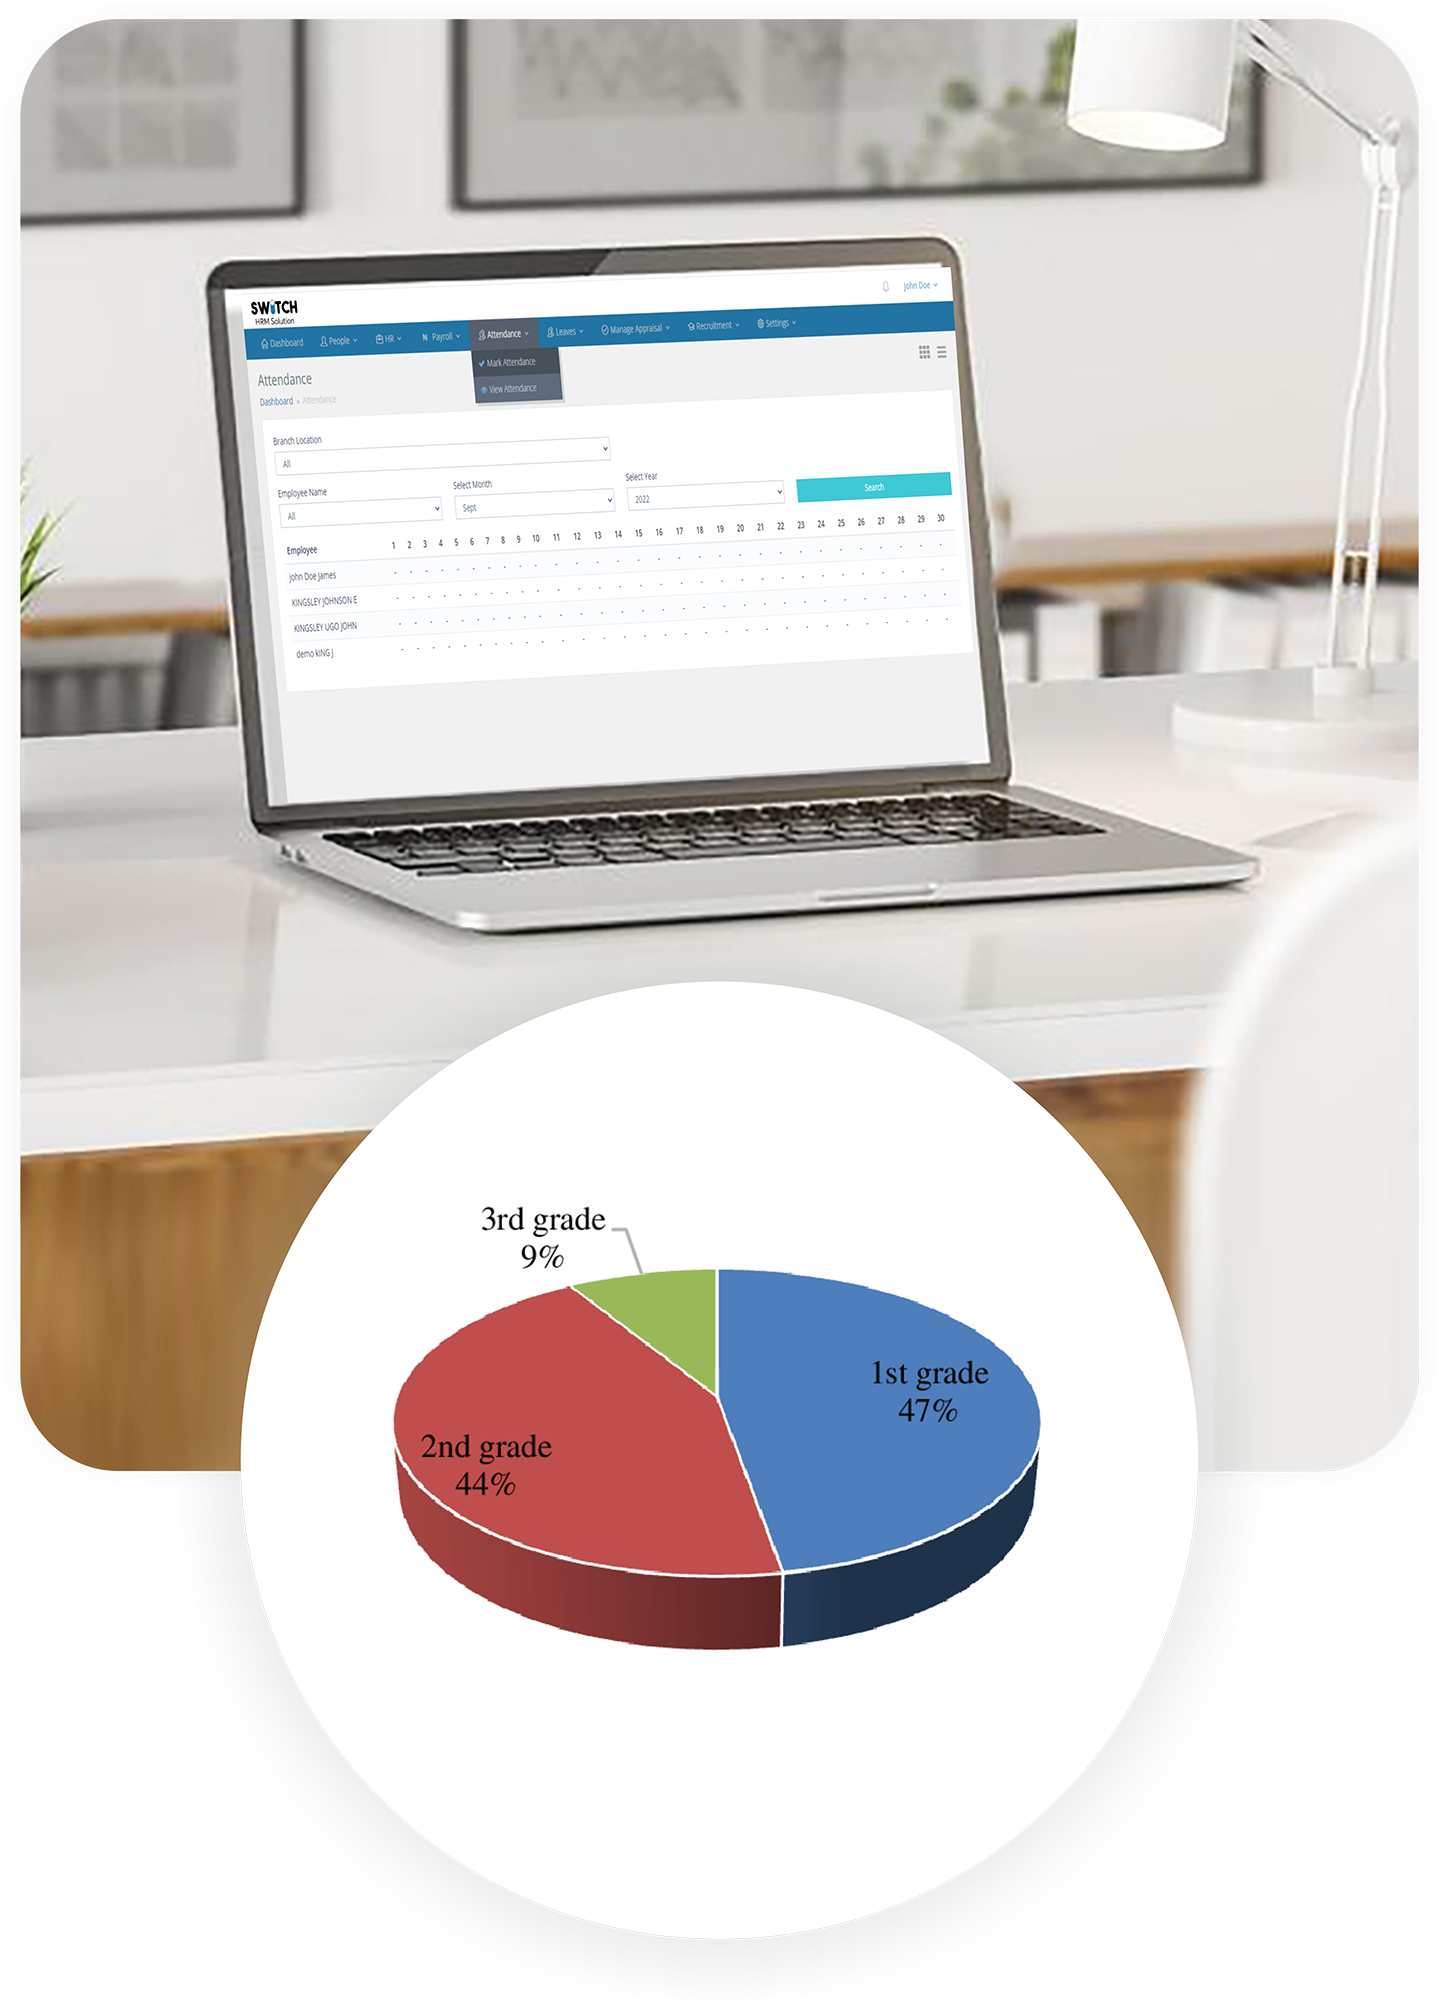 SWiTCH
HRM Solution
John Doe
Dashboard People HR N Payroll Attendance Leaves Manage Appraisal Recruitment Settings
Mark Attendance
View Attendance
Attendance
Dashboard » Attendance
Branch Location
All
Employee Name Select Month Select Year
All Sept 2022 Search
Employee 1 2 3 4 5 6 7 8 9 10 11 12 13 14 15 16 17 18 19 20 21 22 23 24 25 26 27 28 29 30
John Doe James - - - - - - - - - - - - - - - - - - - - - - - - - - - - - -
KINGSLEY JOHNSON E - - - - - - - - - - - - - - - - - - - - - - - - - - - - - -
KINGSLEY UGO JOHN - - - - - - - - - - - - - - - - - - - - - - - - - - - - - -
demo kING J - - - - - - - - - - - - - - - - - - - - - - - - - - - - - -
3rd grade
9%
1st grade
47%
2nd grade
44%